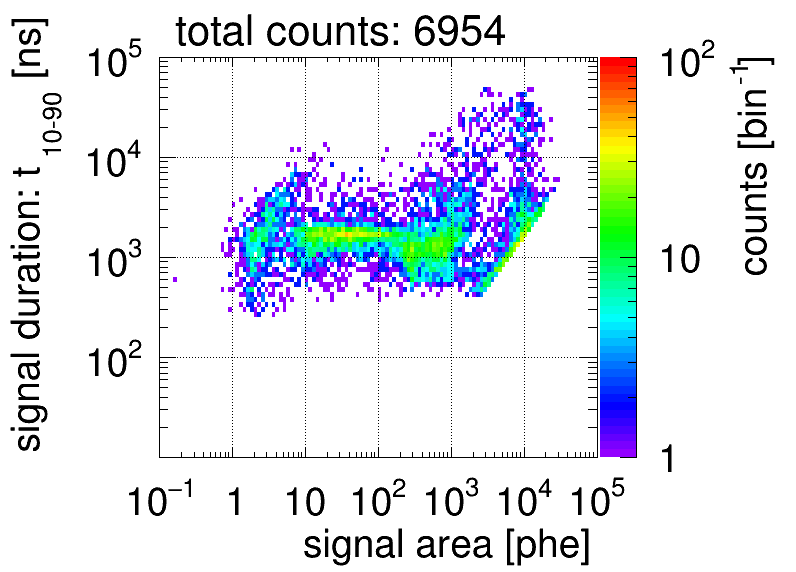 total counts: 6954
signal duration: t 10-90 [ns]
10^5
10^4
10^3
10^2
10^−1 1 10 10^2 10^3 10^4 10^5
signal area [phe]
10^2
10
1
counts [bin^-1]